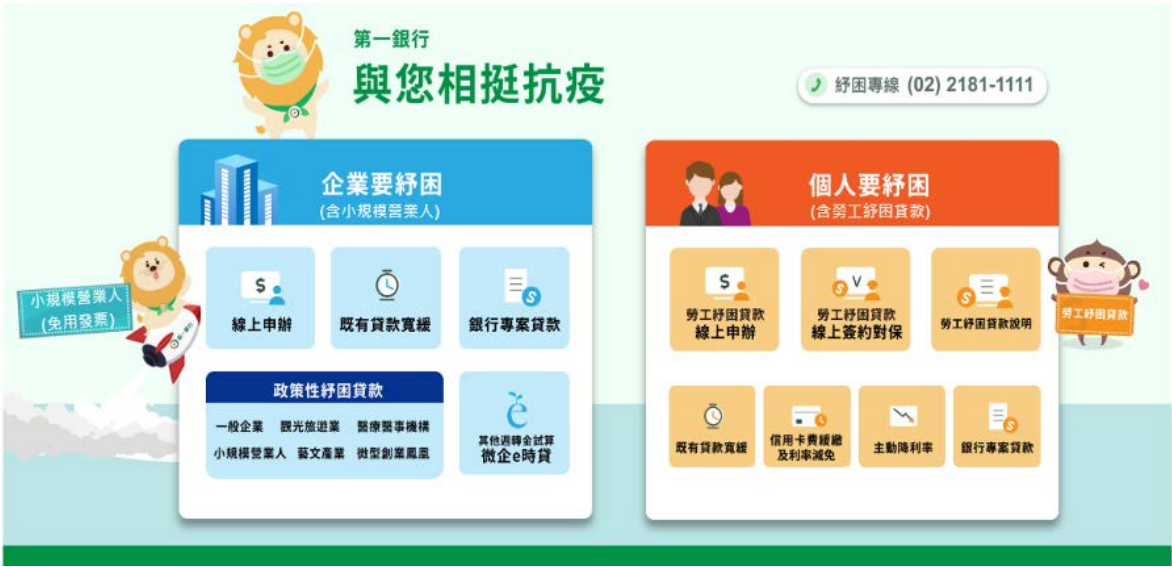 第一銀行
與您相挺抗疫
紓困專線 (02) 2181-1111
企業要紓困
(含小規模營業人)
線上申辦
既有貸款寬緩
銀行專案貸款
政策性紓困貸款
一般企業 觀光旅遊業 醫療醫事機構
小規模營業人 藝文產業 微型創業鳳凰
其他週轉金試算
微企e時貸
小規模營業人
(免用發票)
第一銀行
個人要紓困
(含勞工紓困貸款)
勞工紓困貸款
線上申辦
勞工紓困貸款
線上簽約對保
勞工紓困貸款說明
既有貸款寬緩
信用卡費緩繳
及利率減免
主動降利率
銀行專案貸款
勞工紓困貸款